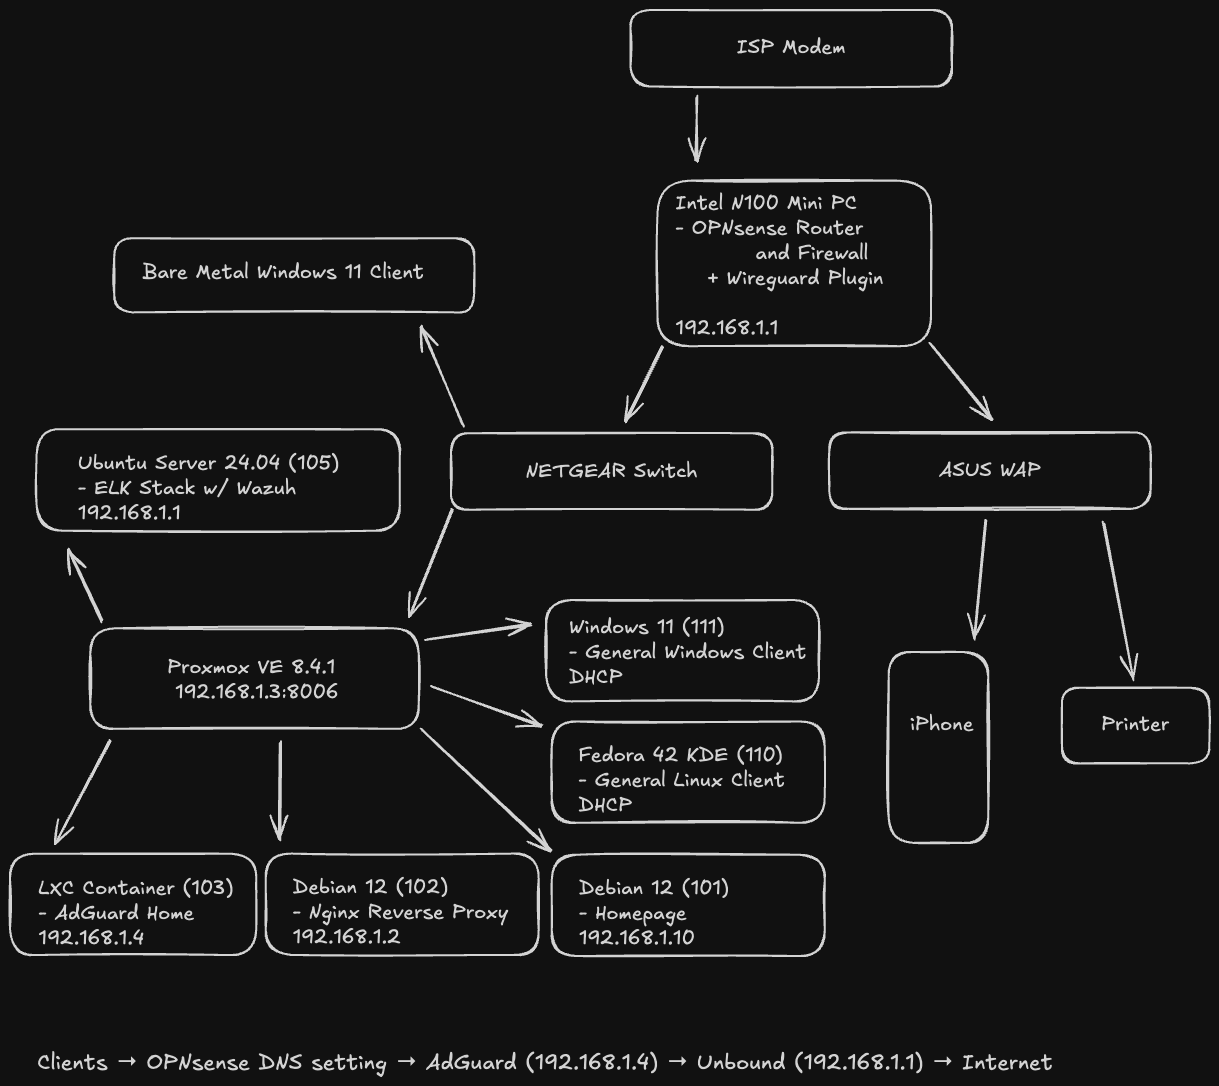 ISP Modem
Intel N100 Mini PC
- OPNsense Router
and Firewall
+ Wireguard Plugin
192.168.1.1
Bare Metal Windows 11 Client
Ubuntu Server 24.04 (105)
- ELK Stack w/ Wazuh
192.168.1.1
NETGEAR Switch
ASUS WAP
Proxmox VE 8.4.1
192.168.1.3:8006
Windows 11 (111)
- General Windows Client
DHCP
Fedora 42 KDE (110)
- General Linux Client
DHCP
iPhone
Printer
LXC Container (103)
- AdGuard Home
192.168.1.4
Debian 12 (102)
- Nginx Reverse Proxy
192.168.1.2
Debian 12 (101)
- Homepage
192.168.1.10
Clients → OPNsense DNS setting → AdGuard (192.168.1.4) → Unbound (192.168.1.1) → Internet